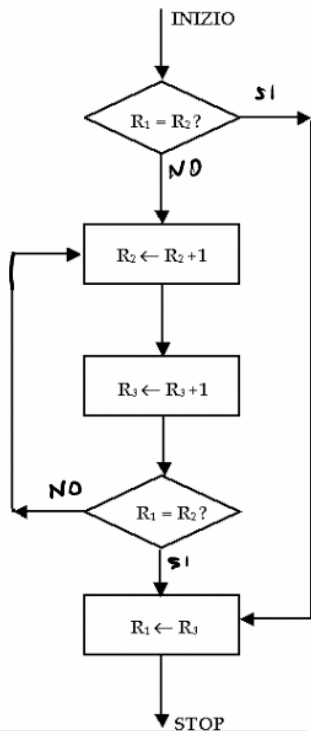 INIZIO
SI
R₁ = R₂?
NO
R₂ ← R₂+1
R₃ ← R₃+1
NO
R₁ = R₂?
SI
R₁ ← R₃
STOP